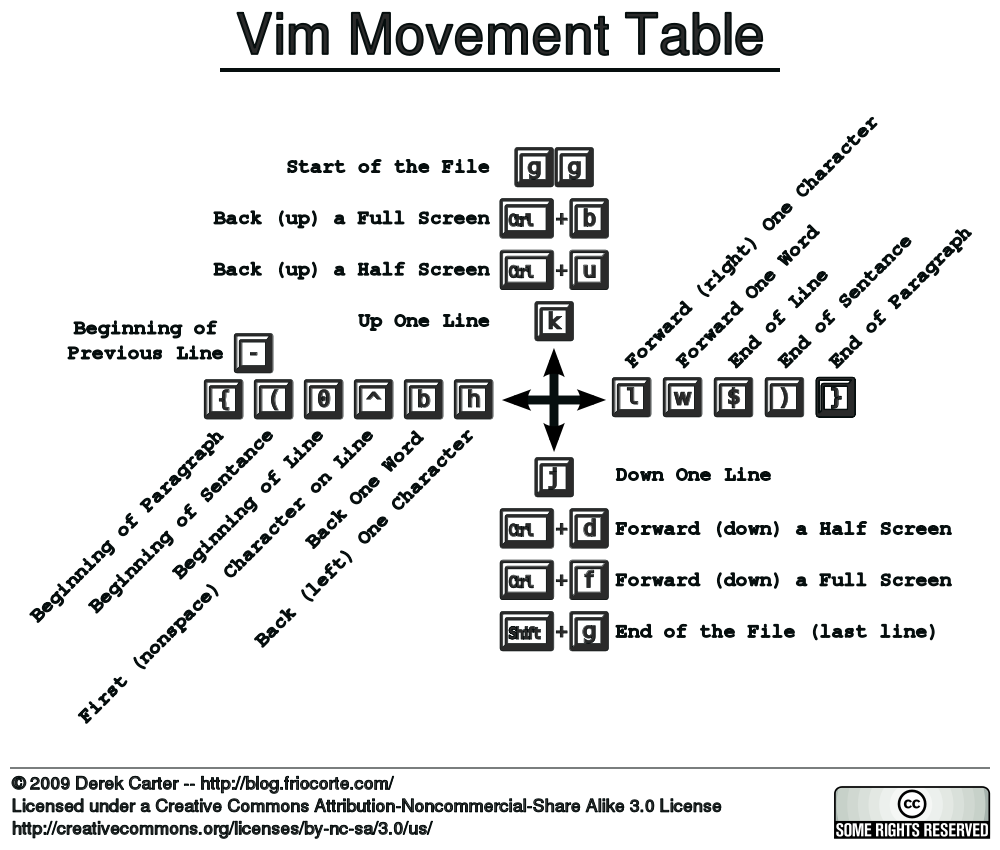 Vim Movement Table
Start of the File g g
Back (up) a Full Screen Ctrl + b
Back (up) a Half Screen Ctrl + u
Up One Line k
Beginning of
Previous Line -
{ ( 0 ^ b h
l w $ ) }
Forward (right) One Character
Forward One Word
End of Line
End of Sentance
End of Paragraph
Beginning of Paragraph
Beginning of Sentance
Beginning of Line
First (nonspace) Character on Line
Back One Word
Back (left) One Character
j Down One Line
Ctrl + d Forward (down) a Half Screen
Ctrl + f Forward (down) a Full Screen
Shift + g End of the File (last line)
© 2009 Derek Carter -- http://blog.friocorte.com/
Licensed under a Creative Commons Attribution-Noncommercial-Share Alike 3.0 License
http://creativecommons.org/licenses/by-nc-sa/3.0/us/
cc
SOME RIGHTS RESERVED